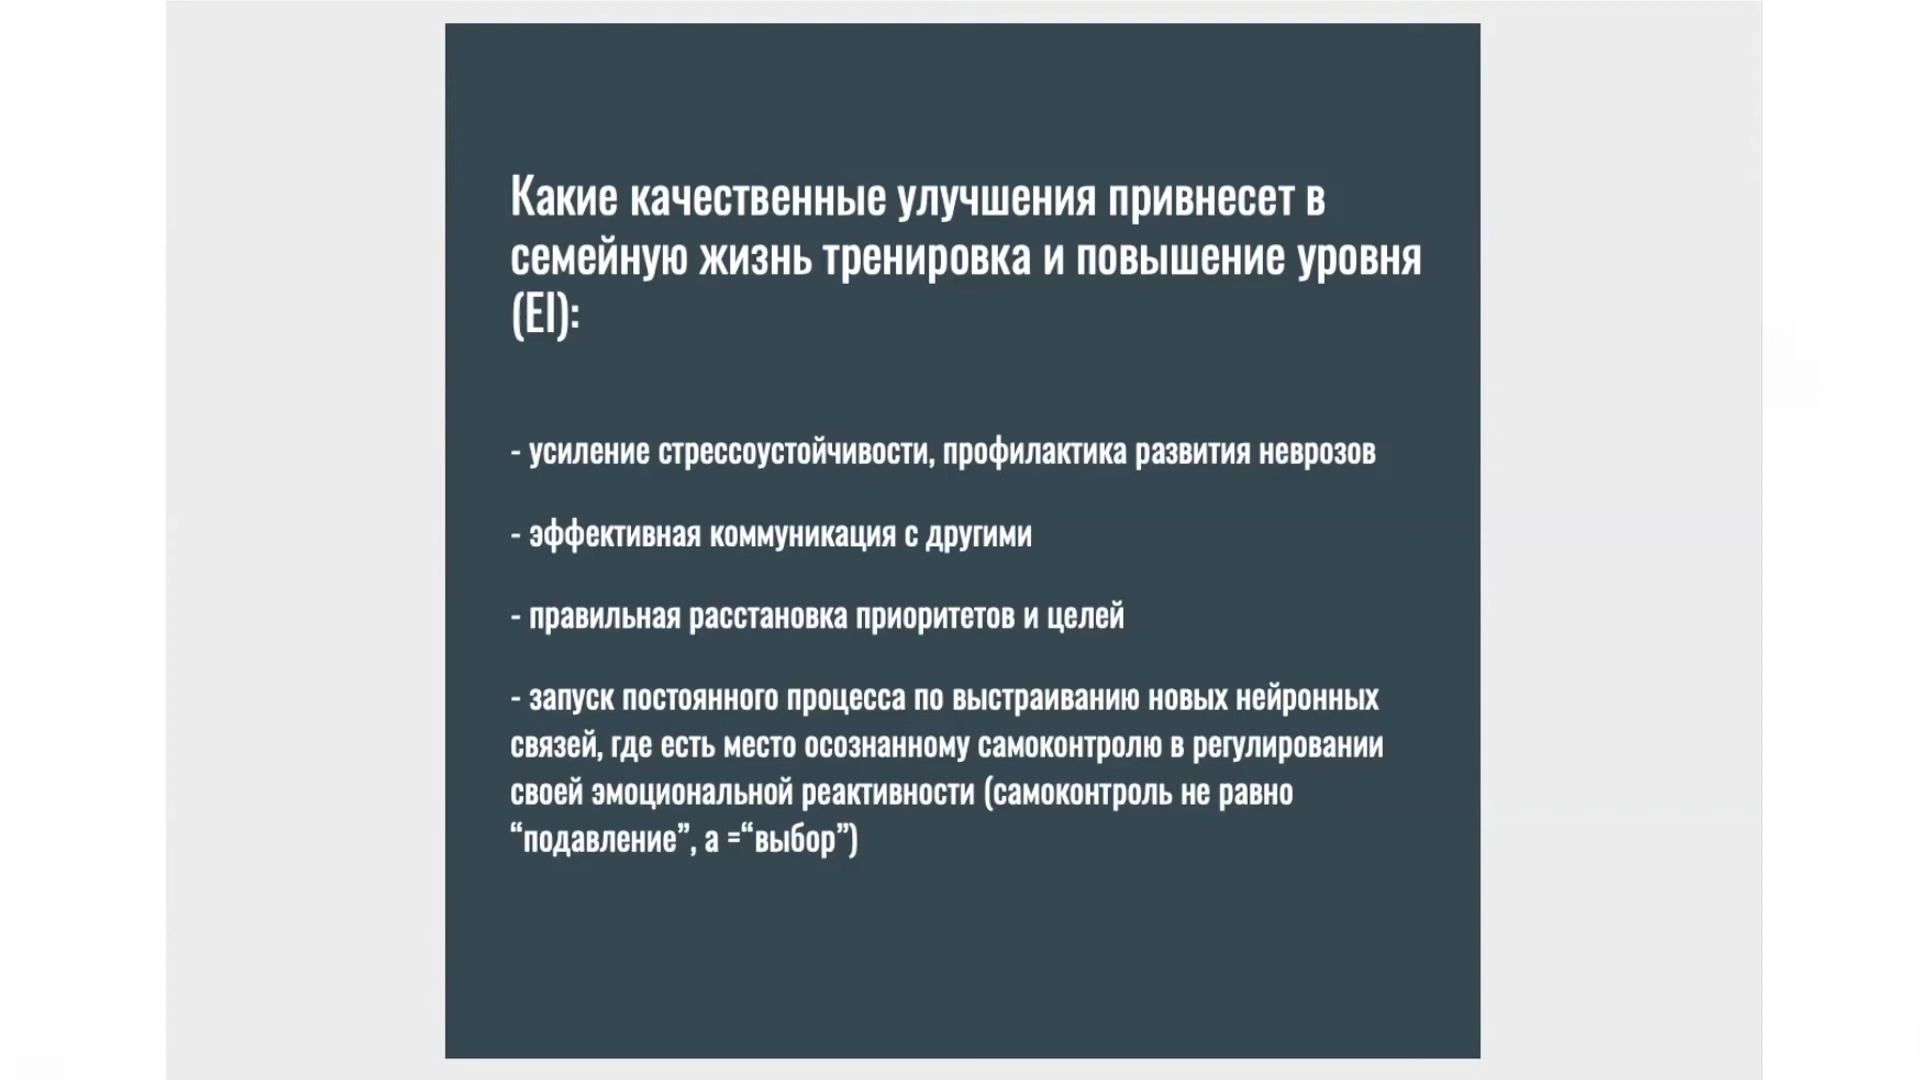 Какие качественные улучшения привнесет в
семейную жизнь тренировка и повышение уровня
(EI):
- усиление стрессоустойчивости, профилактика развития неврозов
- эффективная коммуникация с другими
- правильная расстановка приоритетов и целей
- запуск постоянного процесса по выстраиванию новых нейронных
связей, где есть место осознанному самоконтролю в регулировании
своей эмоциональной реактивности (самоконтроль не равно
“подавление”, а =“выбор”)